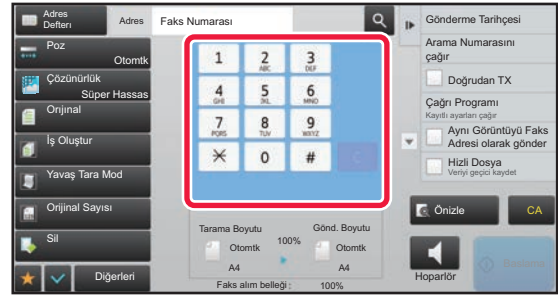 Adres
Defteri
Adres
Faks Numarası
Poz
Otomtk
Çözünürlük
Süper Hassas
Orıjınal
İş Oluştur
Yavaş Tara
Mod
Orijinal Sayısı
Sil
Diğerleri
1
2
ABC
3
DEF
4
GHI
5
JKL
6
MNO
7
PQRS
8
TUV
9
WXYZ
0
#
C
Tarama Boyutu
Gönd. Boyutu
Otomtk
100%
Otomtk
A4
A4
Faks alım belleği :
100%
Gönderme Tarihçesi
Arama Numarasını
çağır
Doğrudan TX
Çağrı Programı
Kayıtlı ayarları çağır
Aynı Görüntüyü Faks
Adresi olarak gönder
Hizli Dosya
Veriyi geçici kaydet
Önizle
CA
Hoparlör